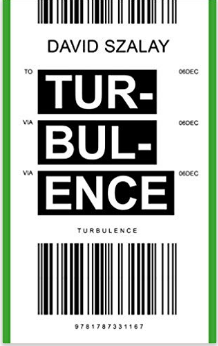 DAVID SZALAY
TO TUR- 06DEC
VIA BUL- 06DEC
VIA ENCE 06DEC
TURBULENCE
9781787331167